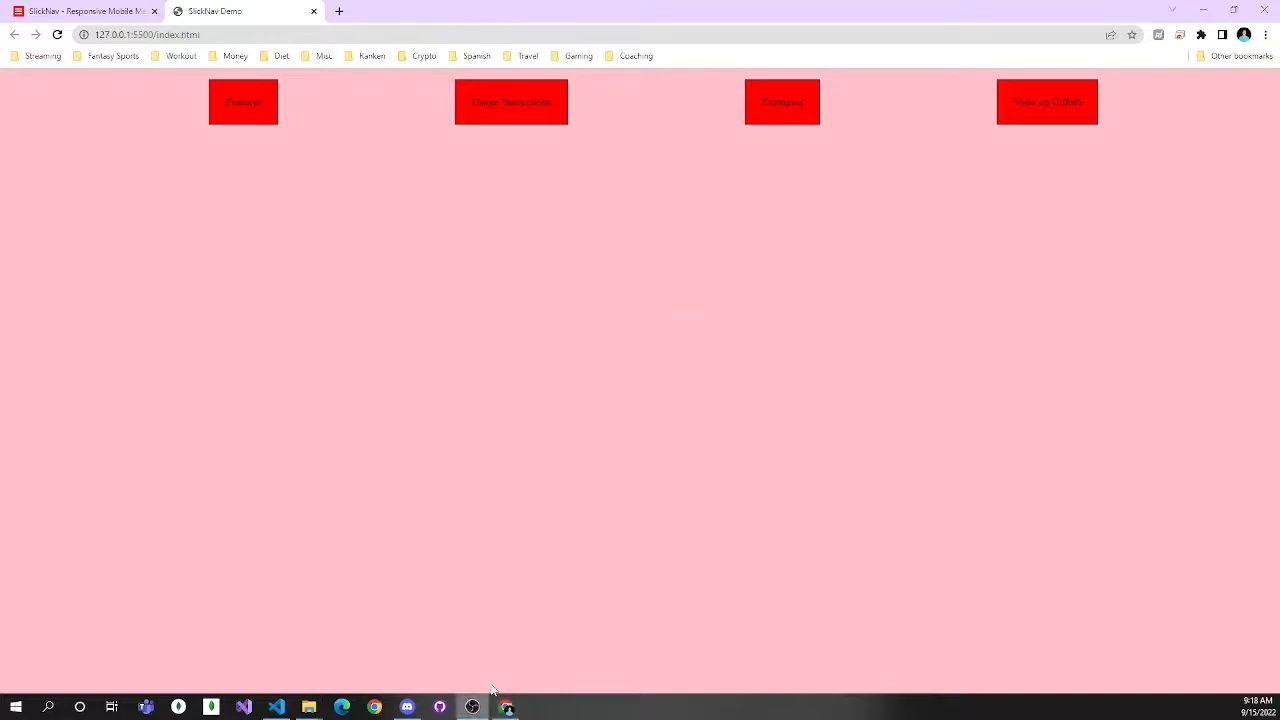 SlickNav - Responsive Mobile Me
SlickNav Demo
127.0.0.1:5500/index.html
Streaming Fantasy Sports Workout Money Diet Misc Ranken Crypto Spanish Travel Gaming Coaching Other bookmarks
Features Usage Instructions Examples View on Github
9:18 AM
9/15/2022